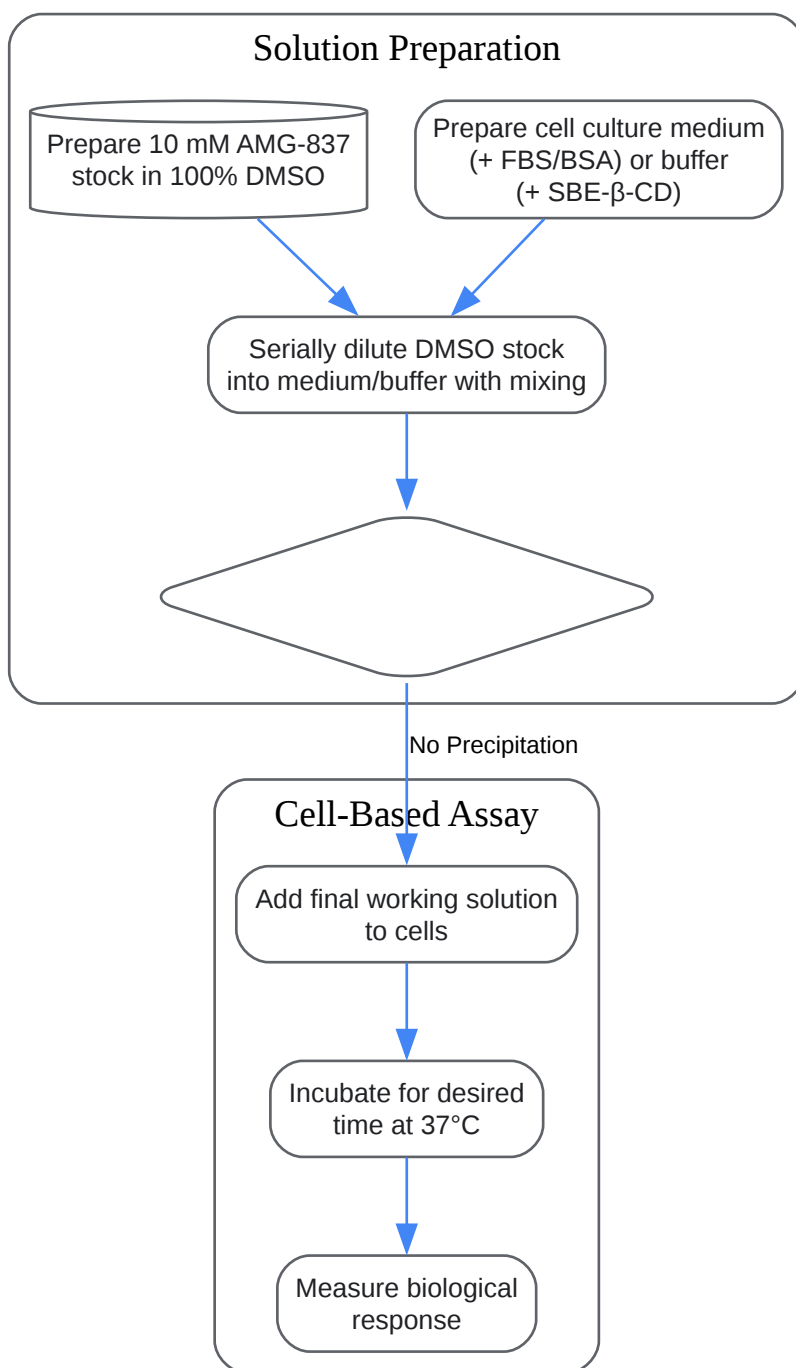 Solution Preparation
Prepare 10 mM AMG-837
stock in 100% DMSO
Prepare cell culture medium
(+ FBS/BSA) or buffer
(+ SBE-β-CD)
Serially dilute DMSO stock
into medium/buffer with mixing
No Precipitation
Cell-Based Assay
Add final working solution
to cells
Incubate for desired
time at 37°C
Measure biological
response